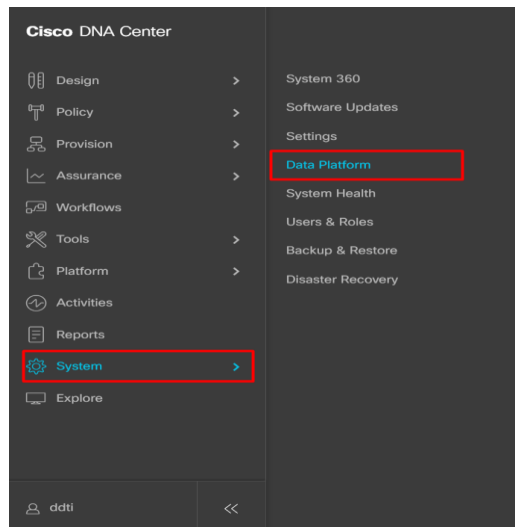 Cisco DNA Center
Design
Policy
Provision
Assurance
Workflows
Tools
Platform
Activities
Reports
System
Explore
ddti
System 360
Software Updates
Settings
Data Platform
System Health
Users & Roles
Backup & Restore
Disaster Recovery